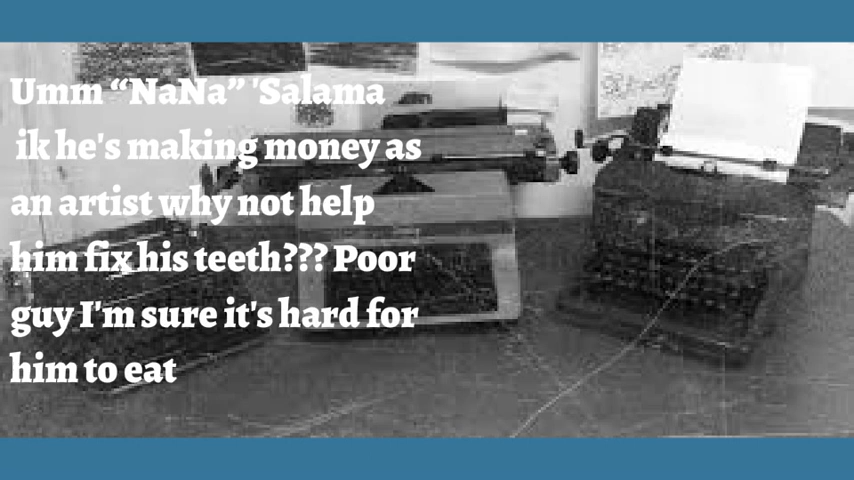 Umm “NaNa” 'Salama
ik he's making money as
an artist why not help
him fix his teeth??? Poor
guy I'm sure it's hard for
him to eat